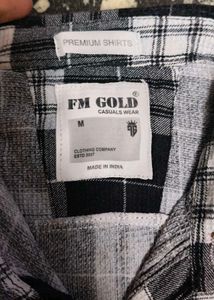 PREMIUM SHIRTS
FM GOLD®
CASUALS WEAR
M
CLOTHING COMPANY
ESTD 2007
MADE IN INDIA